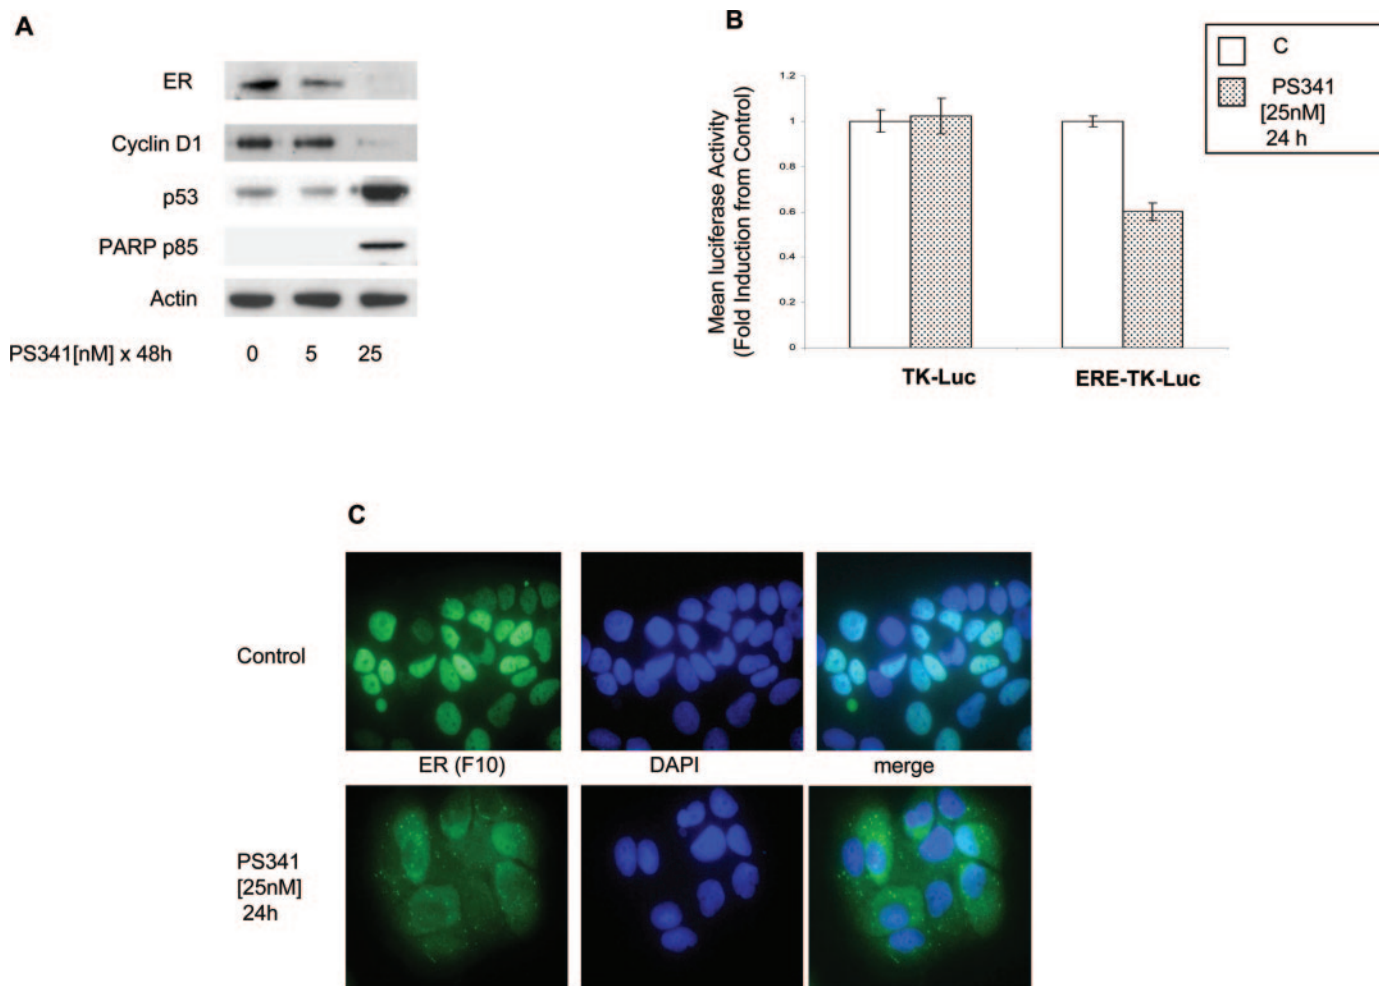 A
ER
Cyclin D1
p53
PARP p85
Actin
PS341[nM] x 48h 0 5 25
B
C
PS341
[25nM]
24 h
Mean luciferase Activity
(Fold Induction from Control)
1.2
1
0.8
0.6
0.4
0.2
0
TK-Luc ERE-TK-Luc
C
Control
ER (F10) DAPI merge
PS341
[25nM]
24h